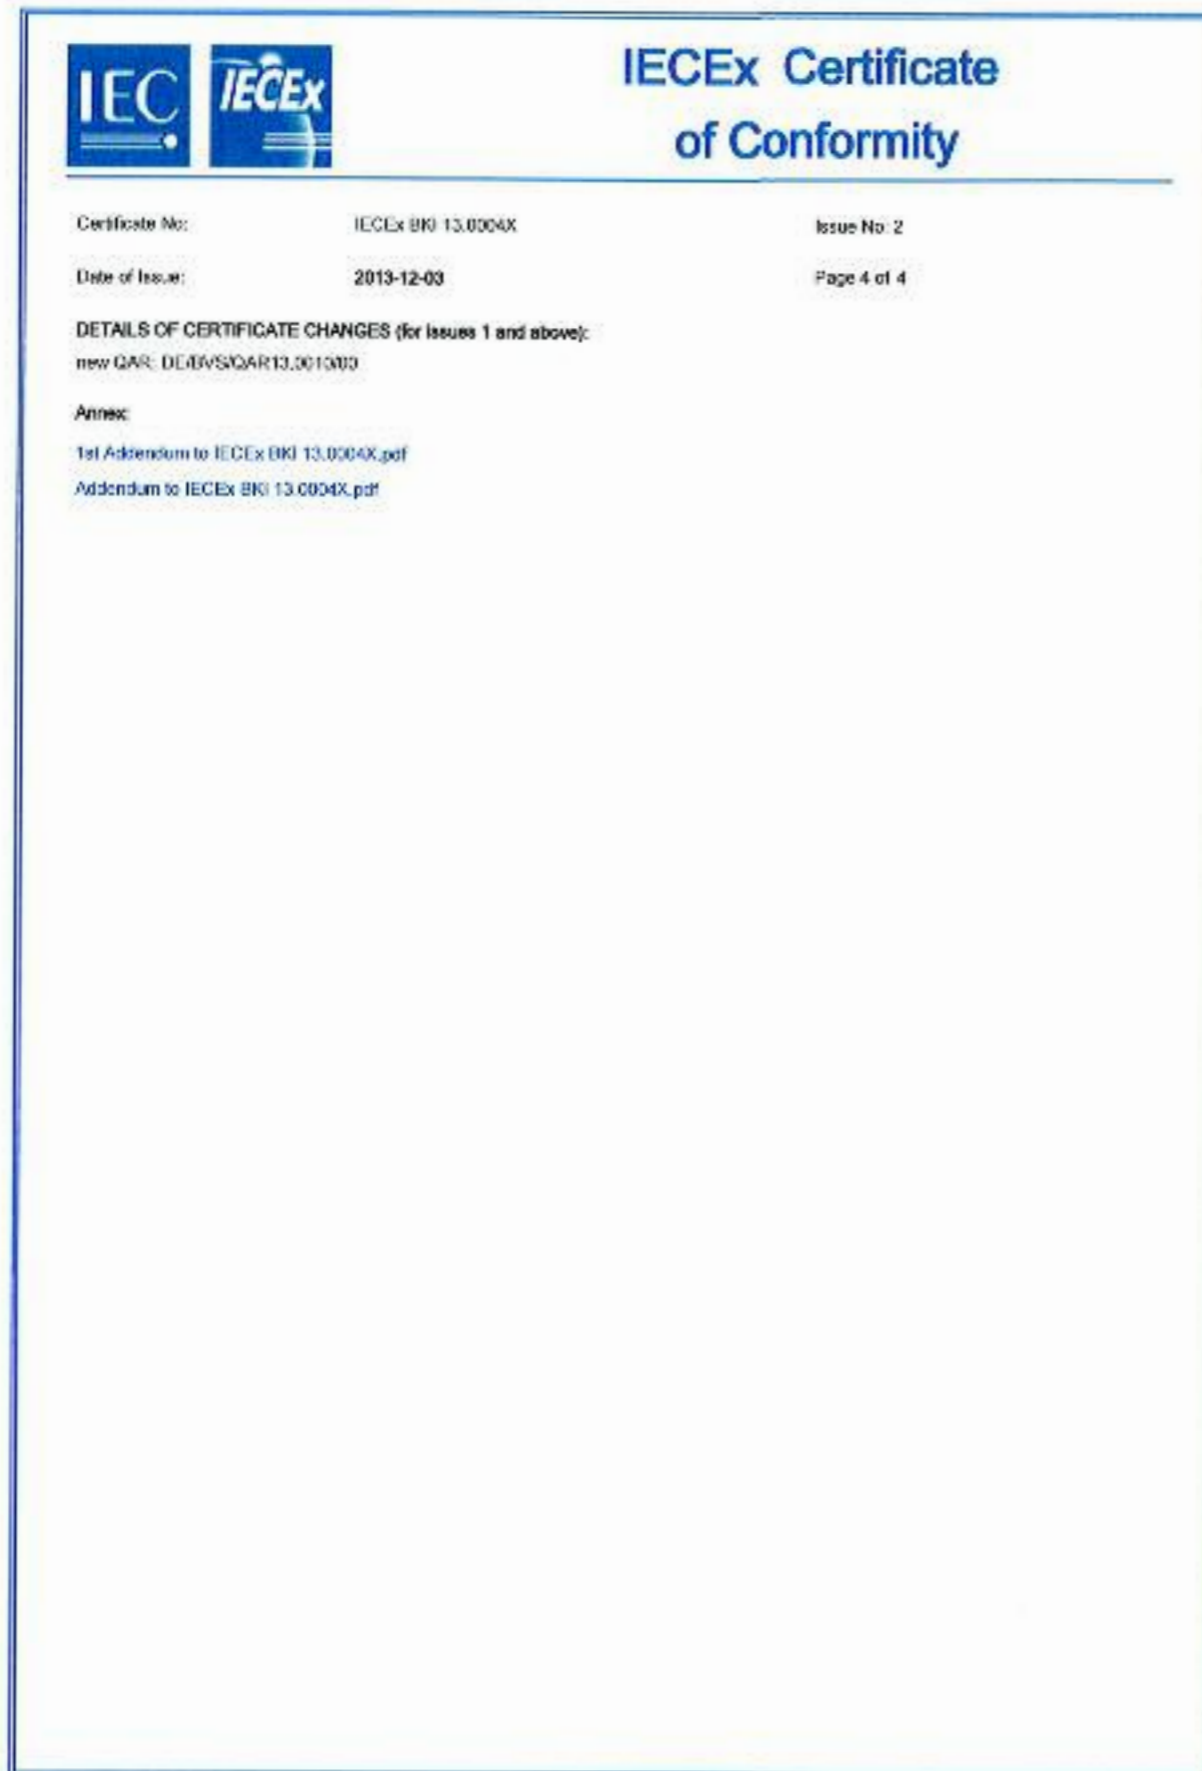 IEC IECEx
IECEx Certificate
of Conformity
Certificate No: IECEx BKI 13.0004X Issue No: 2
Date of Issue: 2013-12-03 Page 4 of 4
DETAILS OF CERTIFICATE CHANGES (for issues 1 and above):
new QAR: DE/BVS/QAR13.0010/00
Annex:
1st Addendum to IECEx BKI 13.0004X.pdf
Addendum to IECEx BKI 13.0004X.pdf